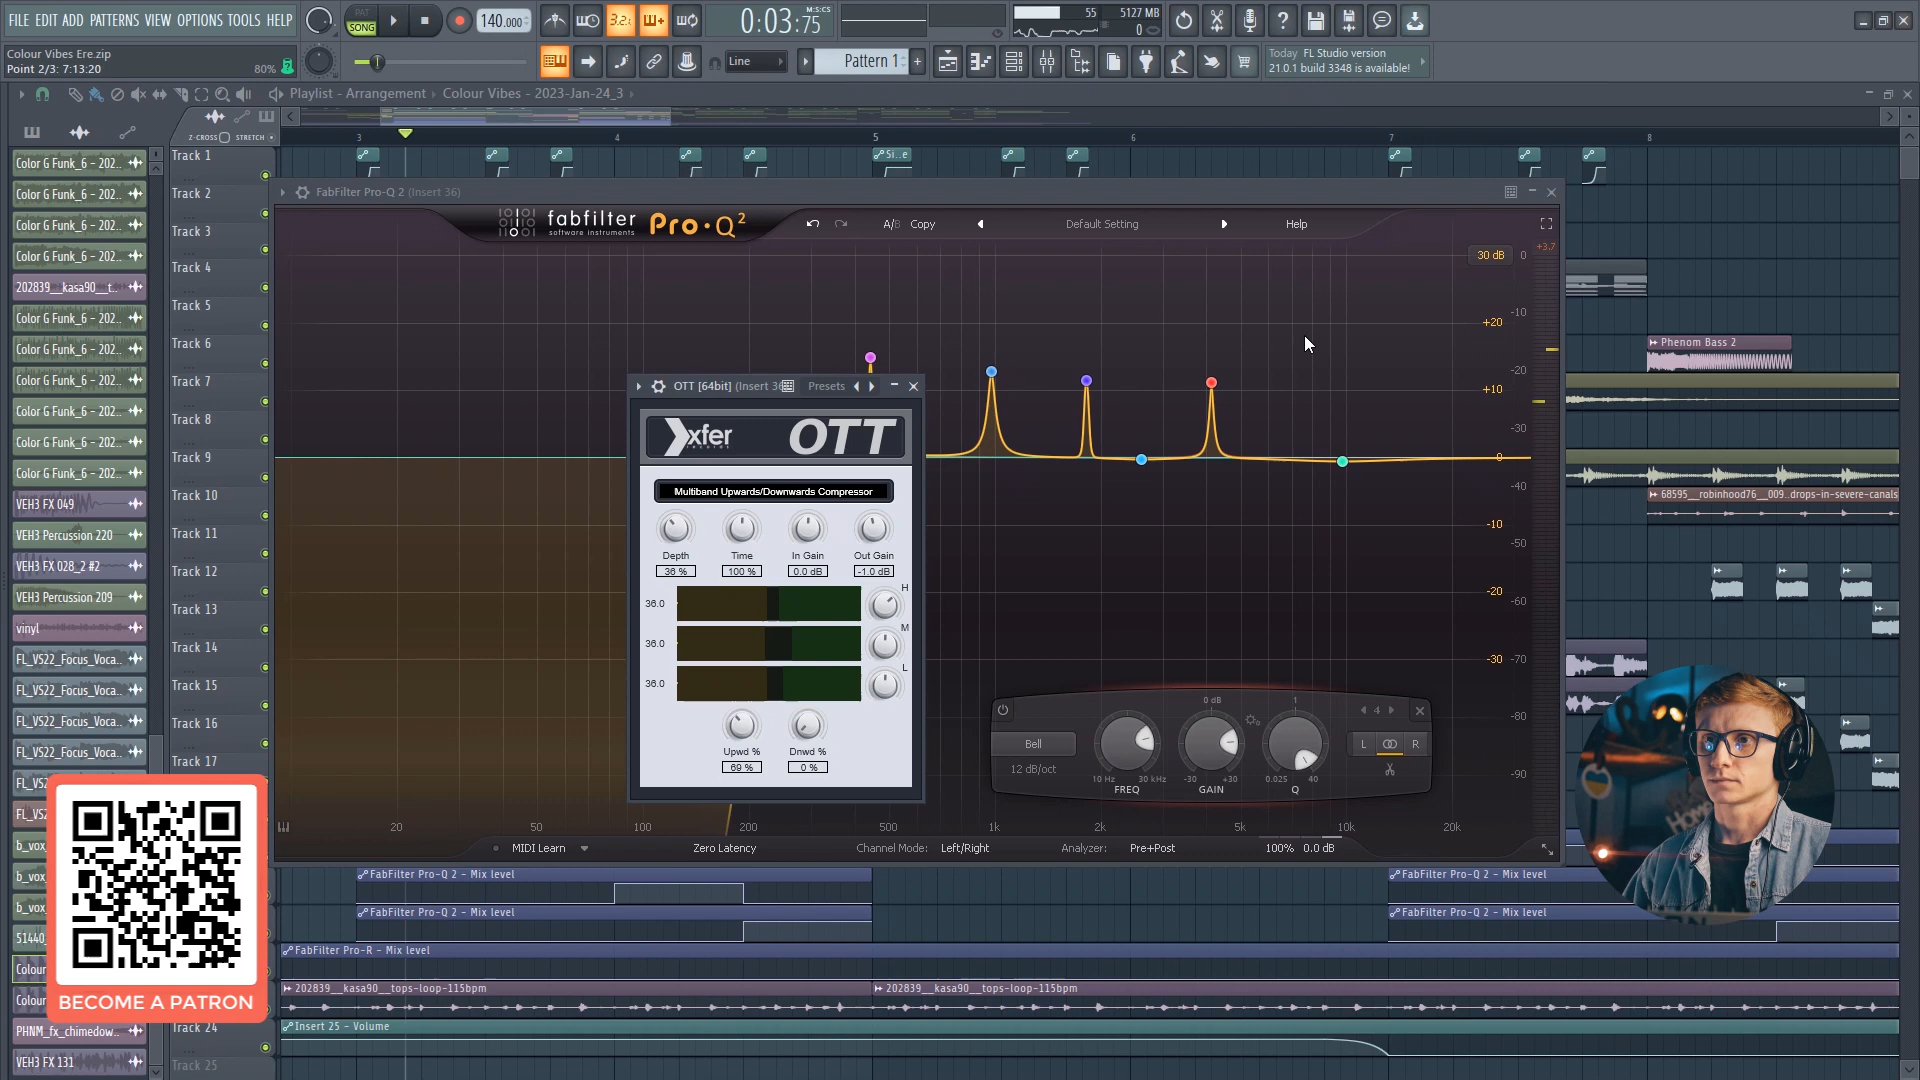 FILE EDIT ADD PATTERNS VIEW OPTIONS TOOLS HELP
PAT
SONG
140.000
3.2:
0:03:75
M:S:CS
55
5127 MB
0
Colour Vibes Ere.zip
Point 2/3; 7:13:20
80%
Line
Pattern 1
Today FL Studio version
21.0.1 build 3348 is available!
Playlist - Arrangement › Colour Vibes - 2023-Jan-24_3
Z-CROSS
STRETCH
3
4
5
6
7
8
Color G Funk_6 - 202..
Color G Funk_6 - 202..
Color G Funk_6 - 202..
Color G Funk_6 - 202..
202839__kasa90__t..
Color G Funk_6 - 202..
Color G Funk_6 - 202..
Color G Funk_6 - 202..
Color G Funk_6 - 202..
Color G Funk_6 - 202..
Color G Funk_6 - 202..
VEH3 FX 049
VEH3 Percussion 220
VEH3 FX 028_2 #2
VEH3 Percussion 209
vinyl
FL_VS22_Focus_Voca..
FL_VS22_Focus_Voca..
FL_VS22_Focus_Voca..
FL_VS22_Focus_Voca..
b_vox
b_vox
b_vox
51440
Colour
Colour
PHNM_fx_chimedow..
VEH3 FX 131
BECOME A PATRON
Track 1
Track 2
Track 3
Track 4
Track 5
Track 6
Track 7
Track 8
Track 9
Track 10
Track 11
Track 12
Track 13
Track 14
Track 15
Track 16
Track 17
Track 24
Track 25
Si..e
FabFilter Pro-Q 2 (Insert 36)
fabfilter
software instruments
Pro·Q2
A/B
Copy
Default Setting
Help
+3.7
30 dB
0
+20
-10
-20
+10
-30
0
-40
-10
-50
-20
-60
-30
-70
-80
-90
OTT [64bit] (Insert 36
Presets
xfer
records
OTT
Multiband Upwards/Downwards Compressor
Depth
Time
In Gain
Out Gain
36 %
100 %
0.0 dB
-1.0 dB
H
36.0
M
36.0
L
36.0
Upwd %
Dnwd %
69 %
0 %
Bell
12 dB/oct
10 Hz
30 kHz
FREQ
0 dB
-30
+30
GAIN
1
0.025
40
Q
4
L
R
20
50
100
200
500
1k
2k
5k
10k
20k
MIDI Learn
Zero Latency
Channel Mode:
Left/Right
Analyzer:
Pre+Post
100%
0.0 dB
Phenom Bass 2
68595__robinhood76__009..drops-in-severe-canals
FabFilter Pro-Q 2 - Mix level
FabFilter Pro-Q 2 - Mix level
FabFilter Pro-Q 2 - Mix level
FabFilter Pro-Q 2 - Mix level
FabFilter Pro-R - Mix level
202839__kasa90__tops-loop-115bpm
202839__kasa90__tops-loop-115bpm
Insert 25 - Volume